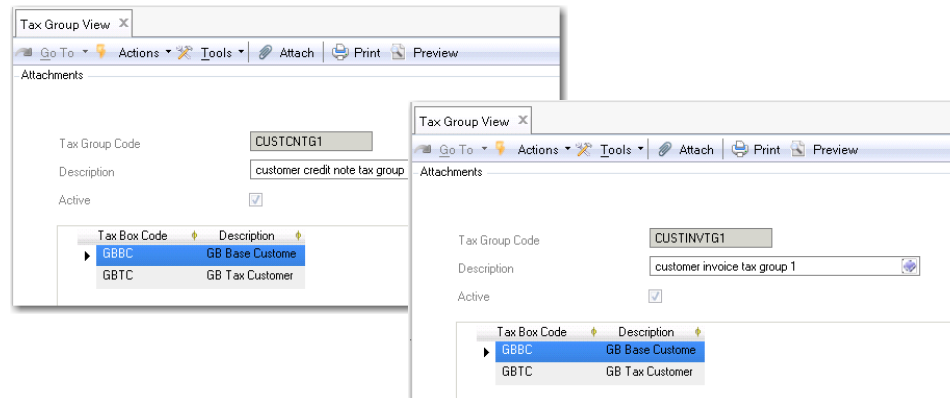 Tax Group View
Go To Actions Tools Attach Print Preview
Attachments
Tax Group Code CUSTCNTG1
Description customer credit note tax group
Active
Tax Box Code Description
GBBC GB Base Custome
GBTC GB Tax Customer
Tax Group View
Go To Actions Tools Attach Print Preview
Attachments
Tax Group Code CUSTINVTG1
Description customer invoice tax group 1
Active
Tax Box Code Description
GBBC GB Base Custome
GBTC GB Tax Customer